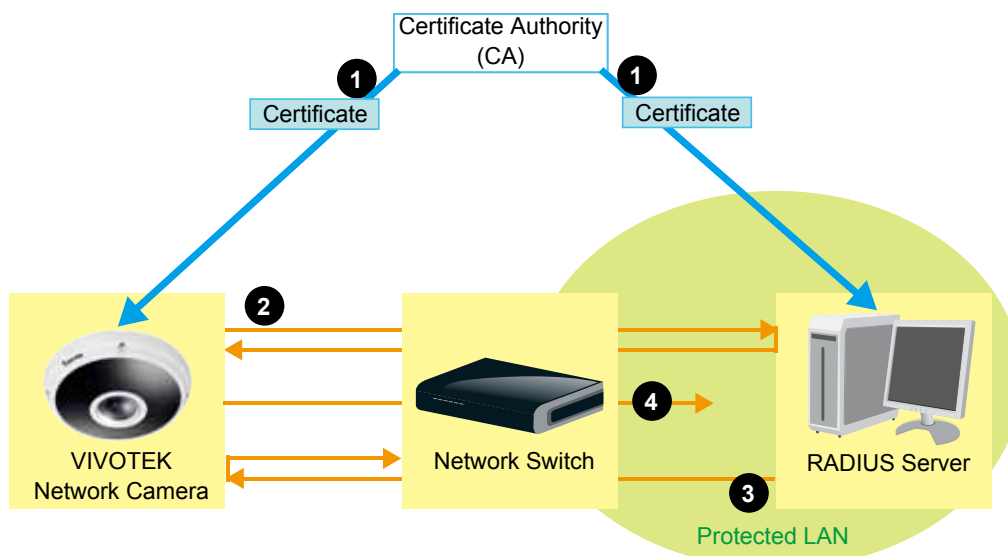 Certificate Authority
(CA)
1
1
Certificate
Certificate
2
4
VIVOTEK
Network Camera
Network Switch
RADIUS Server
3
Protected LAN